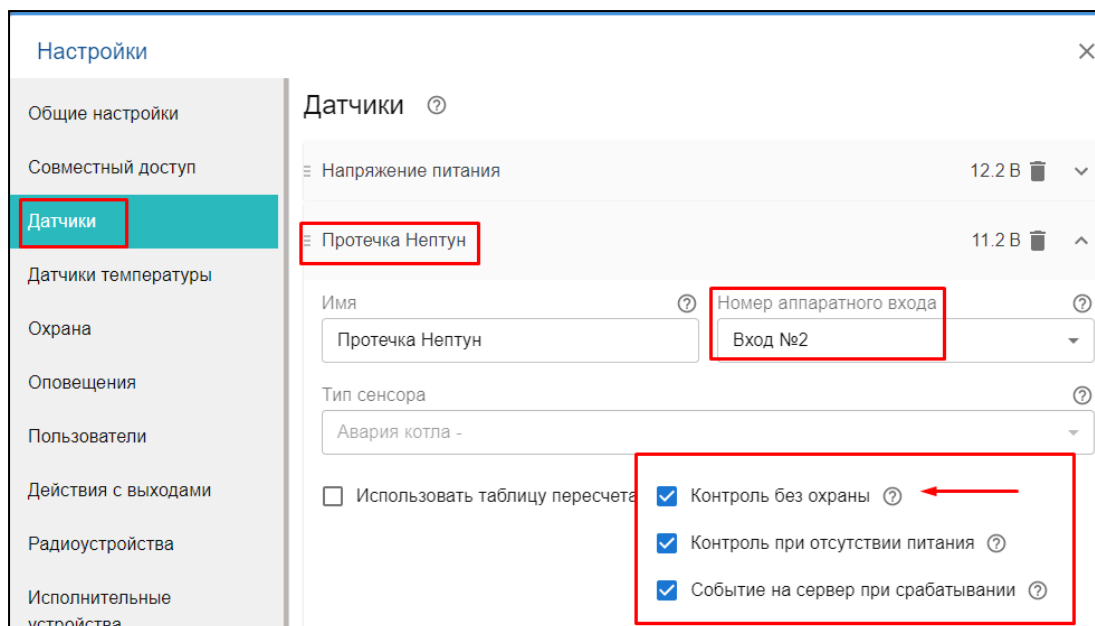 Настройки
Общие настройки
Совместный доступ
Датчики
Датчики температуры
Охрана
Оповещения
Пользователи
Действия с выходами
Радиоустройства
Исполнительные
устройства
Датчики
Напряжение питания 12.2 В
Протечка Нептун 11.2 В
Имя Номер аппаратного входа
Протечка Нептун Вход №2
Тип сенсора
Авария котла -
Использовать таблицу пересчета Контроль без охраны
Контроль при отсутствии питания
Событие на сервер при срабатывании